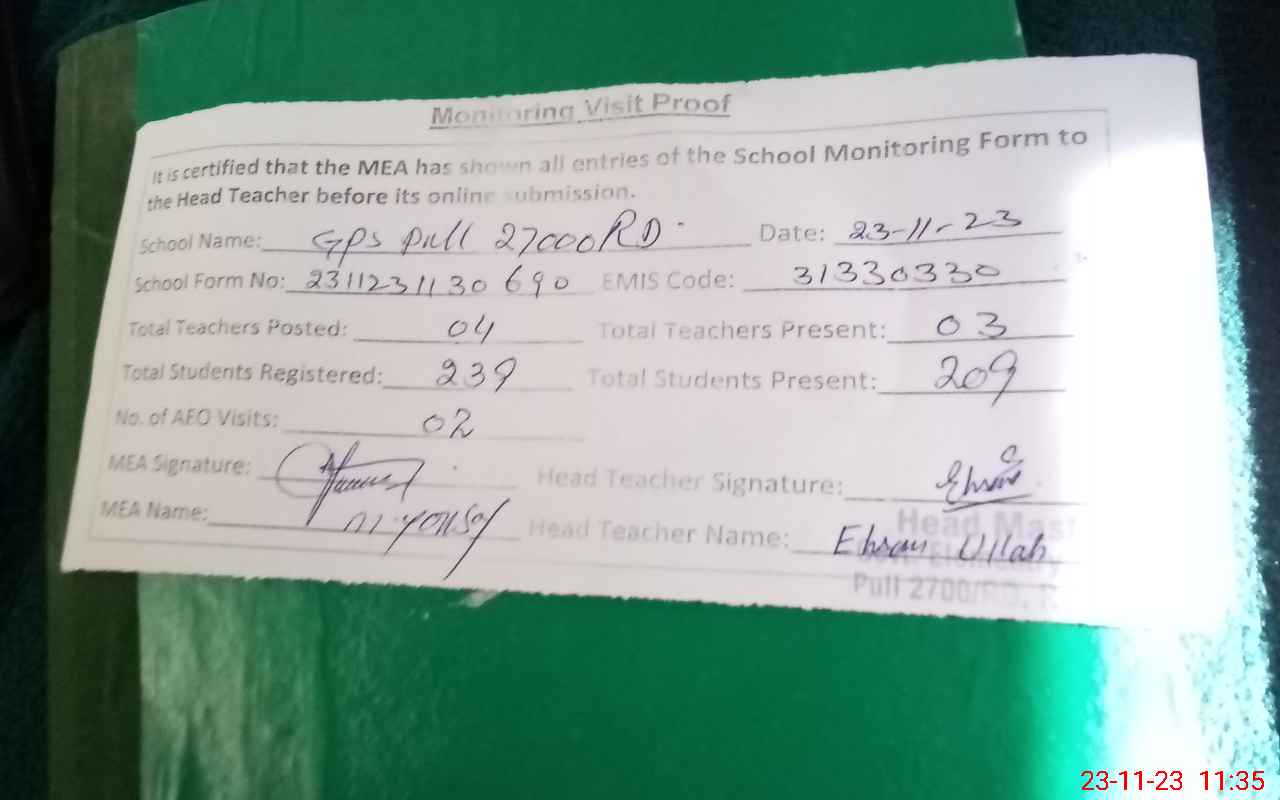 Monitoring Visit Proof
It is certified that the MEA has shown all entries of the School Monitoring Form to
the Head Teacher before its online submission.
School Name: GPS Pull 27000 RD Date: 23-11-23
School Form No: 2311231130690 EMIS Code: 31330330
Total Teachers Posted: 04 Total Teachers Present: 03
Total Students Registered: 239 Total Students Present: 209
No. of AEO Visits: 02
MEA Signature: Head Teacher Signature:
MEA Name: M. Yousaf Head Teacher Name: Ehsan Ullah
Head Mast
Pull 2700
23-11-23 11:35